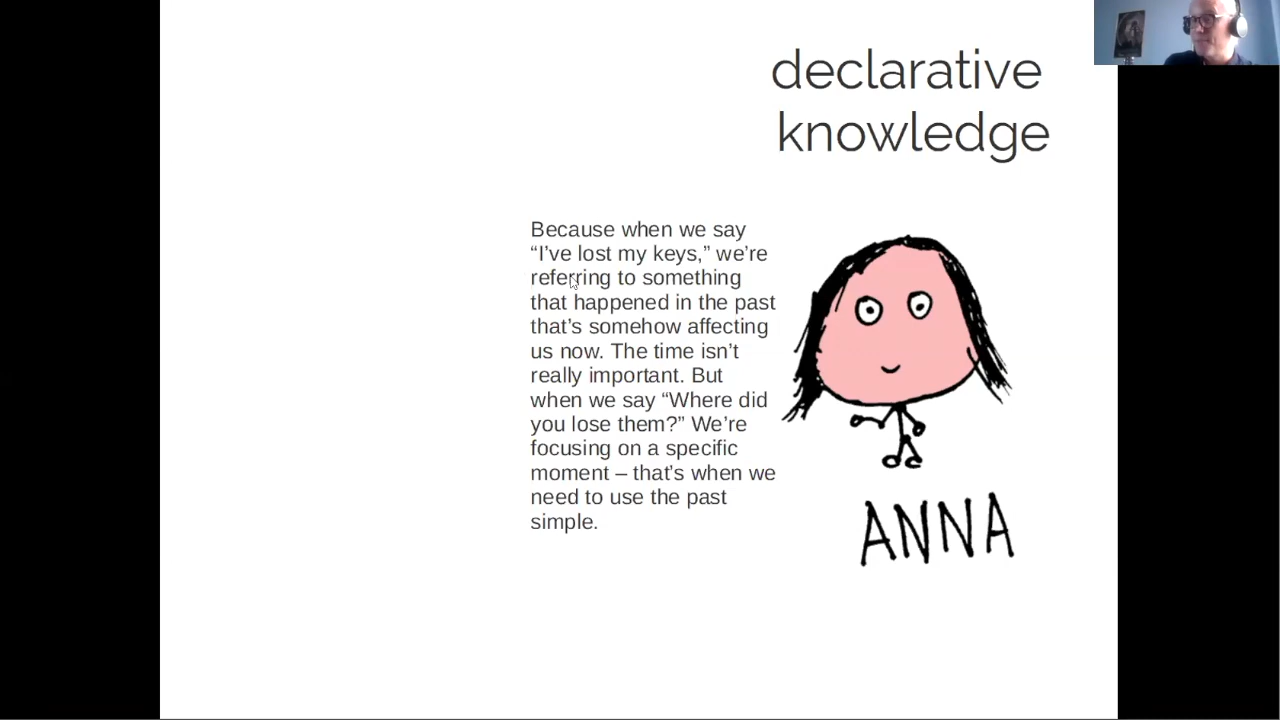 declarative
knowledge
Because when we say
“I’ve lost my keys,” we’re
referring to something
that happened in the past
that’s somehow affecting
us now. The time isn’t
really important. But
when we say “Where did
you lose them?” We’re
focusing on a specific
moment – that’s when we
need to use the past
simple.
ANNA